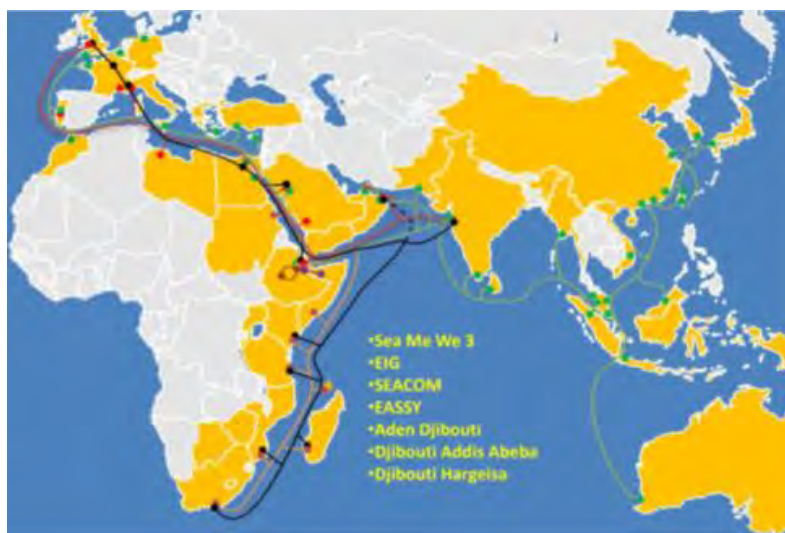 •Sea Me We 3
•EIG
•SEACOM
•EASSY
•Aden Djibouti
•Djibouti Addis Abeba
•Djibouti Hargeisa